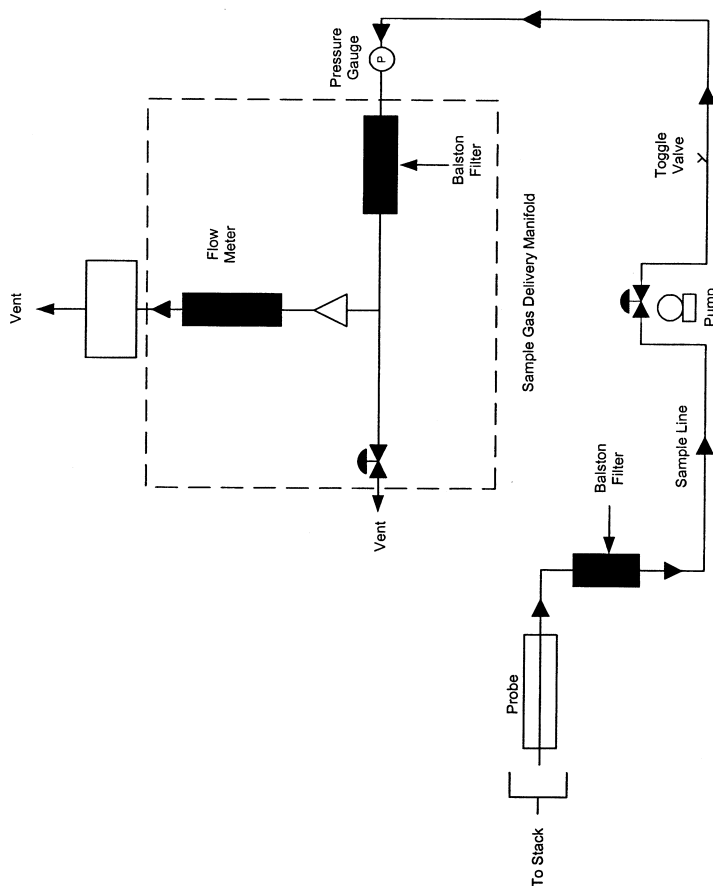 Vent
Flow
Meter
Pressure
Gauge
P
Balston
Filter
Sample Gas Delivery Manifold
Vent
Toggle
Valve
Pump
Sample Line
Balston
Filter
Probe
To Stack